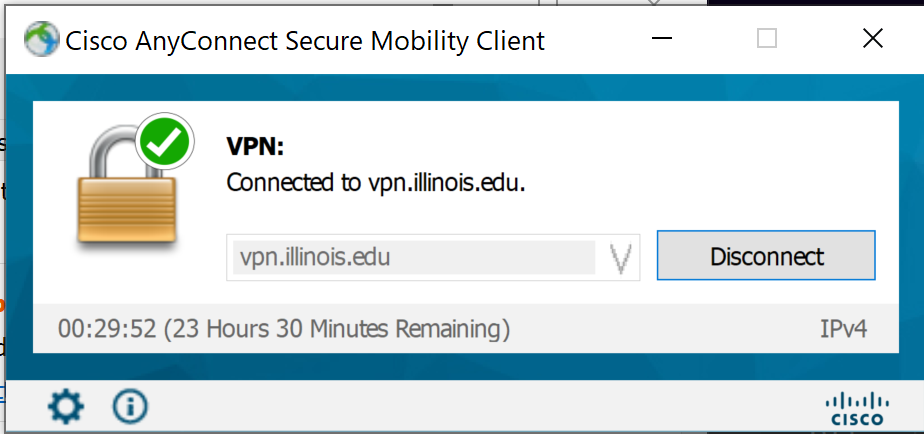 Cisco AnyConnect Secure Mobility Client
VPN:
Connected to vpn.illinois.edu.
vpn.illinois.edu
Disconnect
00:29:52 (23 Hours 30 Minutes Remaining)
IPv4
CISCO